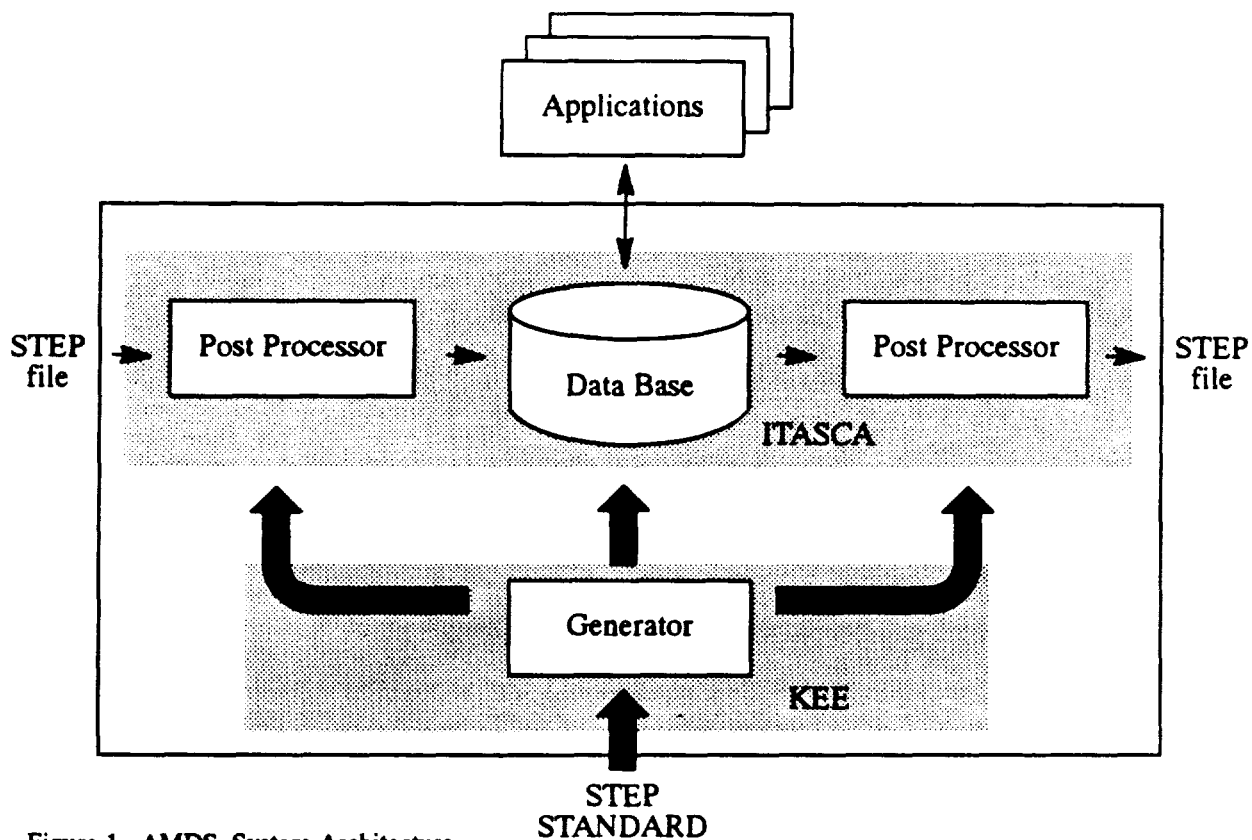 Applications
STEP
file
Post Processor
Data Base
Post Processor
STEP
file
ITASCA
Generator
KEE
STEP
STANDARD
Figure 1. AMDS System Architecture